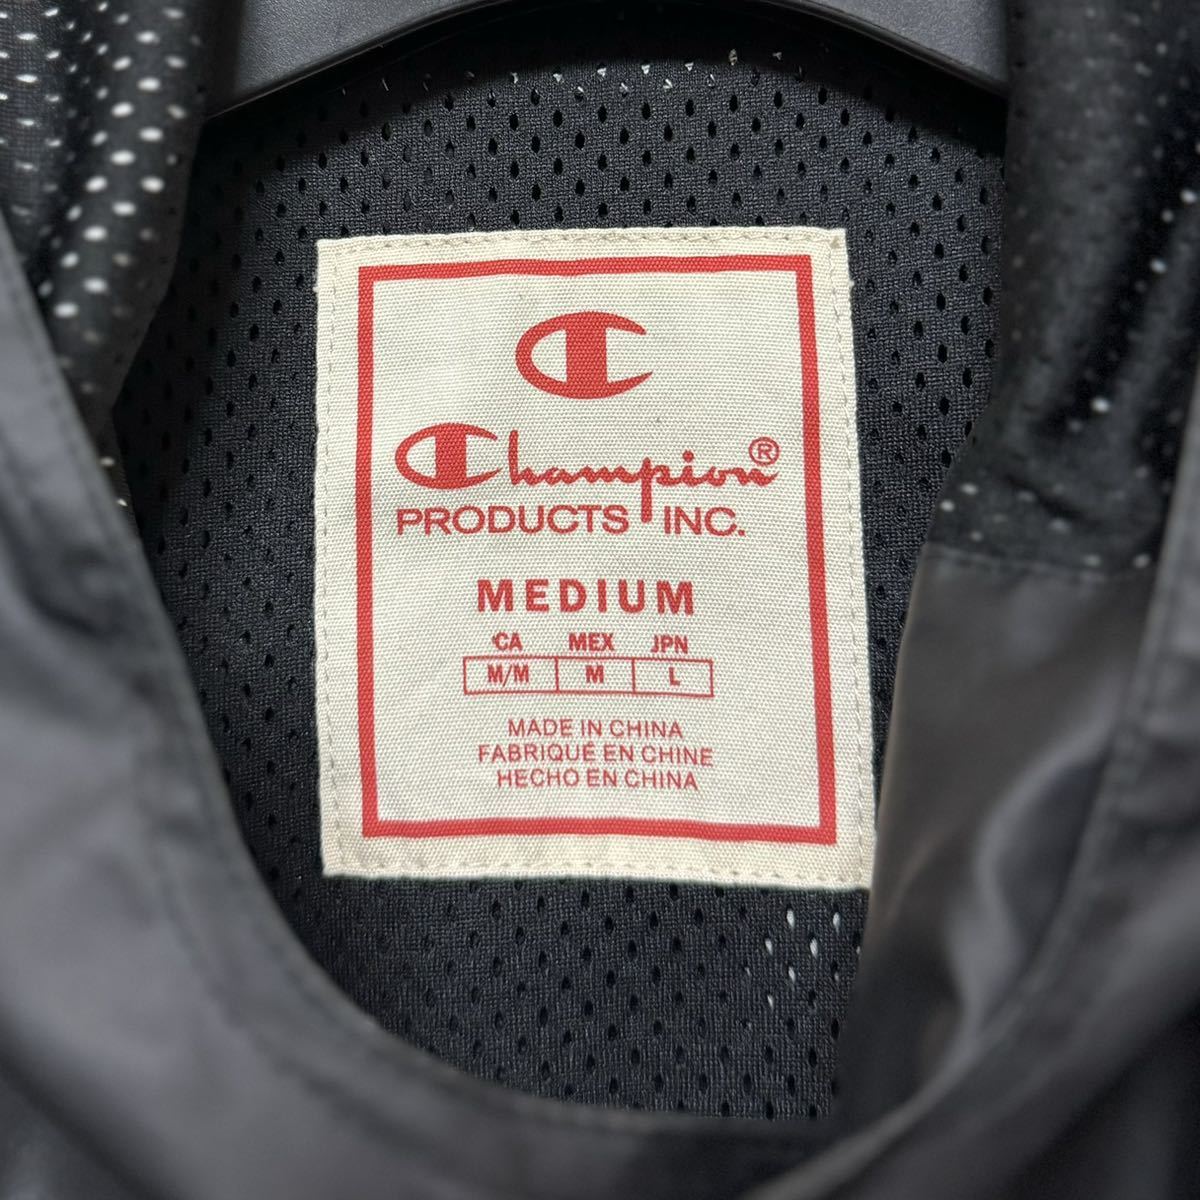 Champion®
PRODUCTS INC.
MEDIUM
CA MEX JPN
M/M M L
MADE IN CHINA
FABRIQUÉ EN CHINE
HECHO EN CHINA